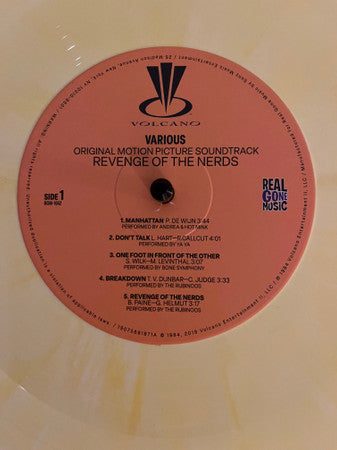 VOLCANO
VARIOUS
ORIGINAL MOTION PICTURE SOUNDTRACK
REVENGE OF THE NERDS
SIDE 1
REAL
GONE
MUSIC
1. MANHATTAN P. DE WIJN 3:44
PERFORMED BY ANDREA & HOT MINK
2. DON'T TALK L. HART—R.CALLCUT 4:01
PERFORMED BY YA YA
3. ONE FOOT IN FRONT OF THE OTHER
S. WILK—M. LEVINTHAL 3:07
PERFORMED BY BONE SYMPHONY
4. BREAKDOWN T. V. DUNBAR—C. JUDGE 3:33
PERFORMED BY THE RUBINOOS
5. REVENGE OF THE NERDS
B. PAINE—G. HELMUT 3:17
PERFORMED BY THE RUBINOOS